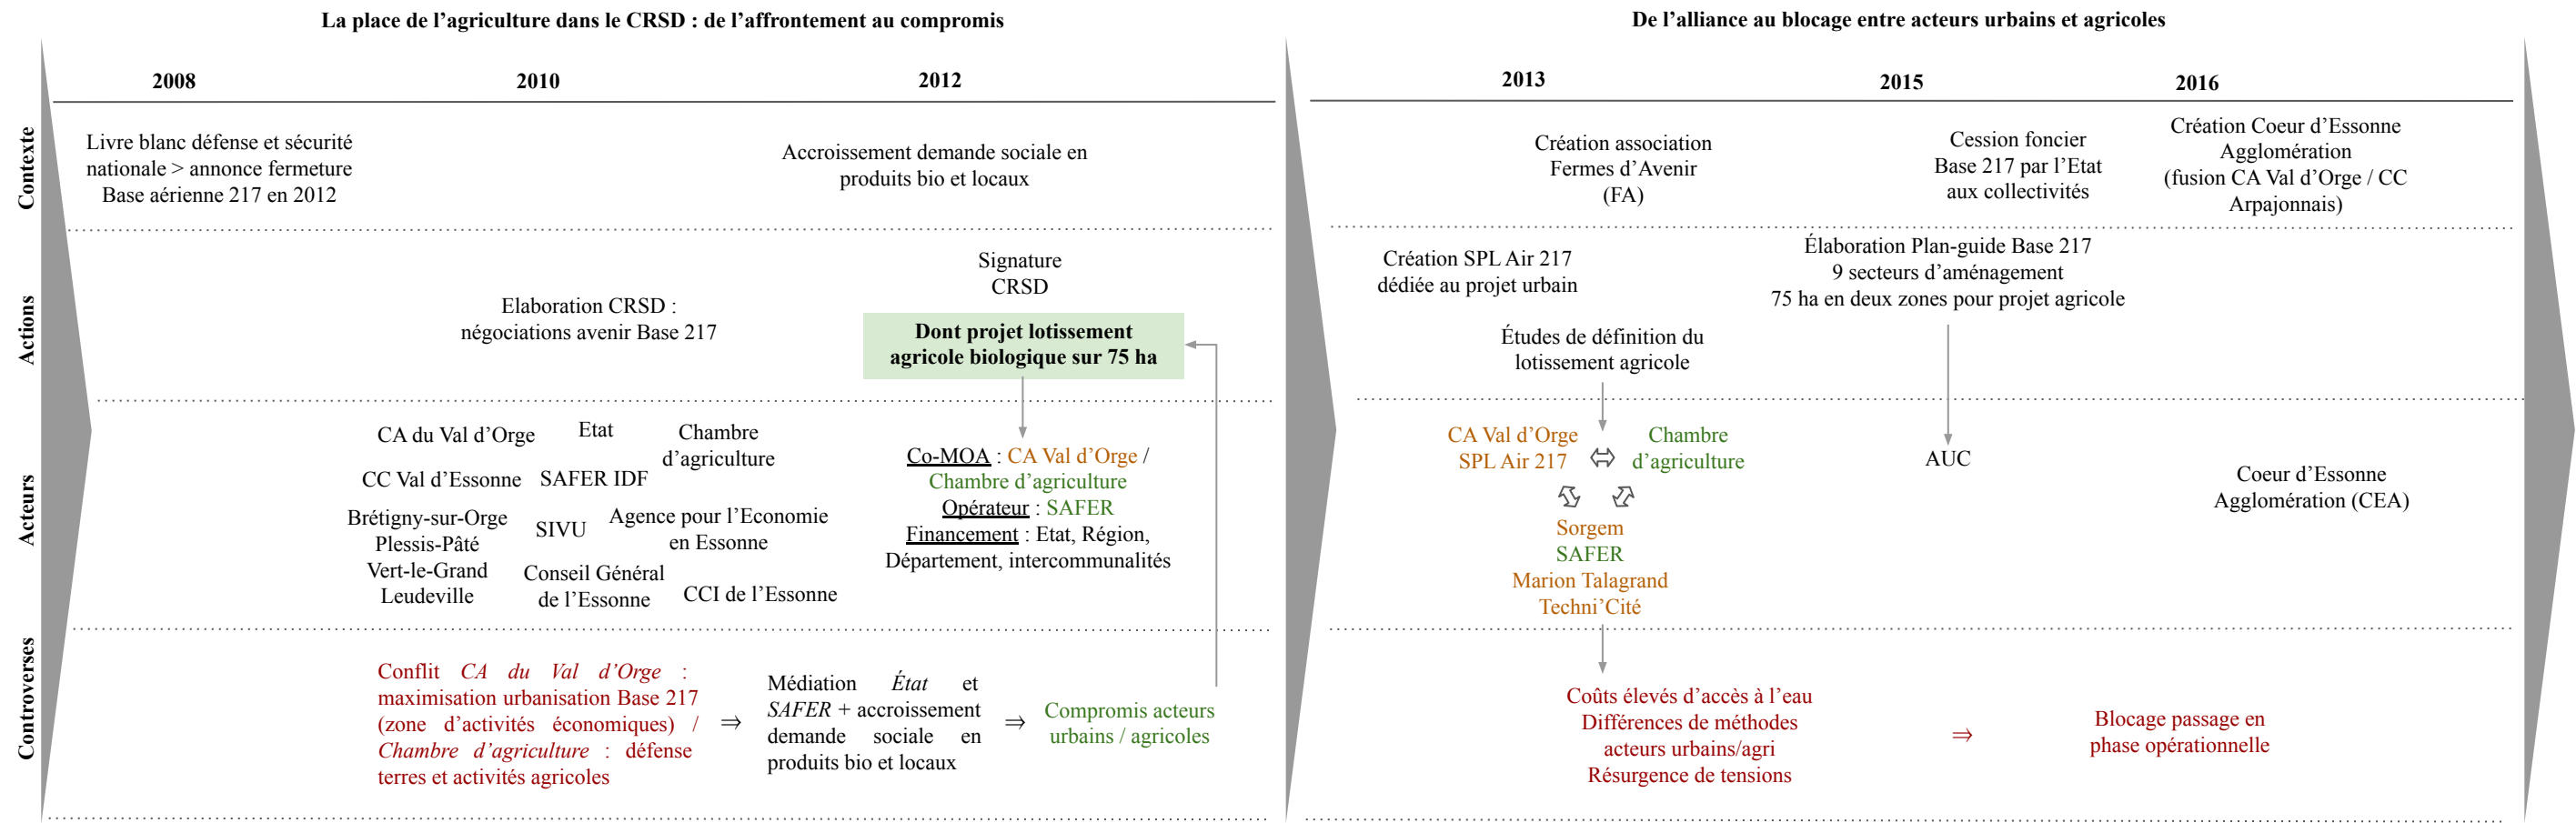 La place de l’agriculture dans le CRSD : de l’affrontement au compromis
2008
2010
2012
Contexte
Livre blanc défense et sécurité
nationale > annonce fermeture
Base aérienne 217 en 2012
Accroissement demande sociale en
produits bio et locaux
Actions
Elaboration CRSD :
négociations avenir Base 217
Signature
CRSD
Dont projet lotissement
agricole biologique sur 75 ha
Acteurs
CA du Val d’Orge
Etat
Chambre
d’agriculture
CC Val d’Essonne
SAFER IDF
Brétigny-sur-Orge
Plessis-Pâté
Vert-le-Grand
Leudeville
SIVU
Agence pour l’Economie
en Essonne
Conseil Général
de l’Essonne
CCI de l’Essonne
Co-MOA : CA Val d’Orge /
Chambre d’agriculture
Opérateur : SAFER
Financement : Etat, Région,
Département, intercommunalités
Controverses
Conflit CA du Val d’Orge :
maximisation urbanisation Base 217
(zone d’activités économiques) /
Chambre d’agriculture : défense
terres et activités agricoles
⇒
Médiation État et
SAFER + accroissement
demande sociale en
produits bio et locaux
⇒
Compromis acteurs
urbains / agricoles
De l’alliance au blocage entre acteurs urbains et agricoles
2013
2015
2016
Création association
Fermes d’Avenir
(FA)
Cession foncier
Base 217 par l’Etat
aux collectivités
Création Coeur d’Essonne
Agglomération
(fusion CA Val d’Orge / CC
Arpajonnais)
Création SPL Air 217
dédiée au projet urbain
Études de définition du
lotissement agricole
Élaboration Plan-guide Base 217
9 secteurs d’aménagement
75 ha en deux zones pour projet agricole
CA Val d’Orge
SPL Air 217
Chambre
d’agriculture
Sorgem
SAFER
Marion Talagrand
Techni’Cité
AUC
Coeur d’Essonne
Agglomération (CEA)
Coûts élevés d’accès à l’eau
Différences de méthodes
acteurs urbains/agri
Résurgence de tensions
⇒
Blocage passage en
phase opérationnelle